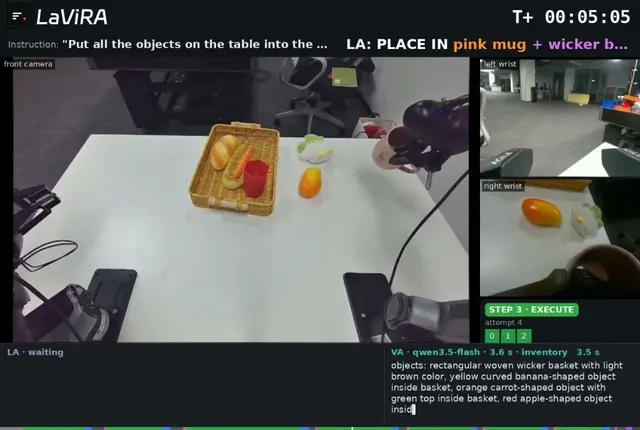 LaViRA
T+ 00:05:05
Instruction: "Put all the objects on the table into the ...
LA: PLACE IN pink mug + wicker b...
front camera
left wrist
right wrist
STEP 3 · EXECUTE
attempt 4
0 1 2
LA · waiting
VA · qwen3.5-flash · 3.6 s · inventory 3.5 s
objects: rectangular woven wicker basket with light
brown color, yellow curved banana-shaped object
inside basket, orange carrot-shaped object with
green top inside basket, red apple-shaped object
insid